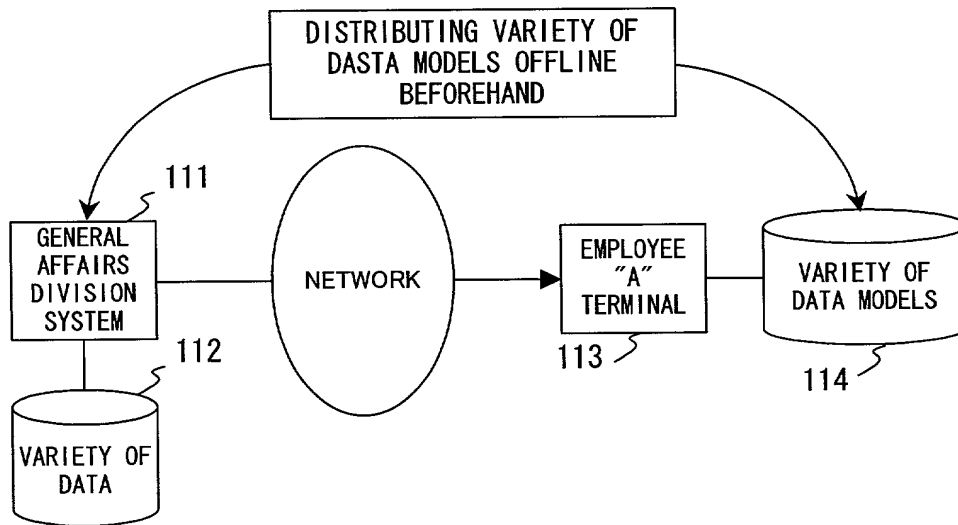 DISTRIBUTING VARIETY OF
DASTA MODELS OFFLINE
BEFOREHAND
111
GENERAL
AFFAIRS
DIVISION
SYSTEM
NETWORK
EMPLOYEE
"A"
TERMINAL
VARIETY OF
DATA MODELS
112
113
114
VARIETY OF
DATA